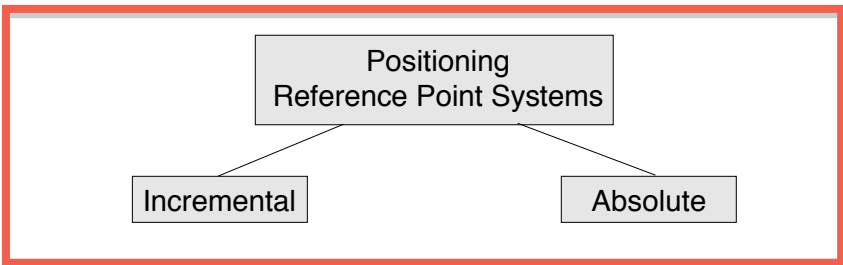 Positioning
Reference Point Systems
Incremental
Absolute